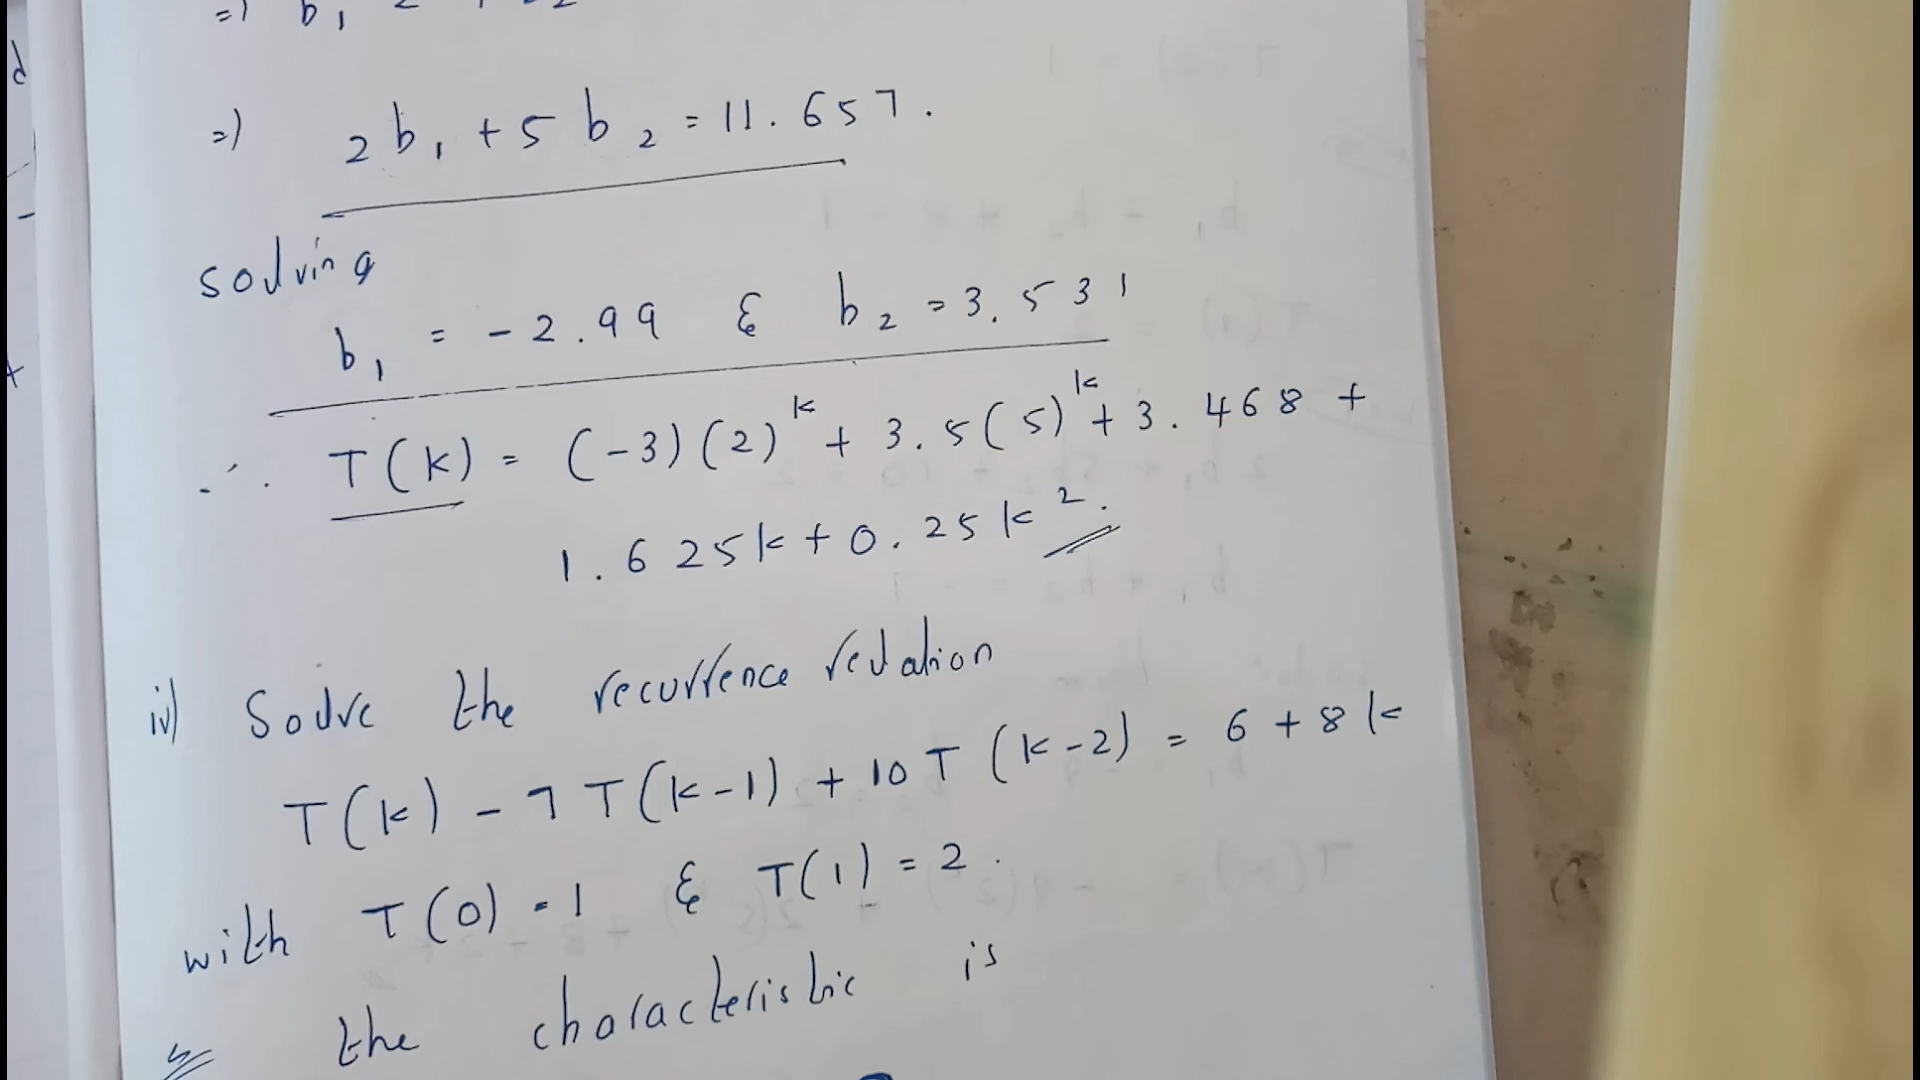 =) 2b₁ + 5b₂ = 11.657.
solving
b₁ = -2.99 & b₂ = 3.531
∴ T(k) = (-3)(2)ᵏ + 3.5(5)ᵏ + 3.468 +
1.625k + 0.25k².
iv) Solve the recurrence relation
T(k) - 7T(k-1) + 10T(k-2) = 6 + 8k
with T(0) = 1 & T(1) = 2.
the characteristic is